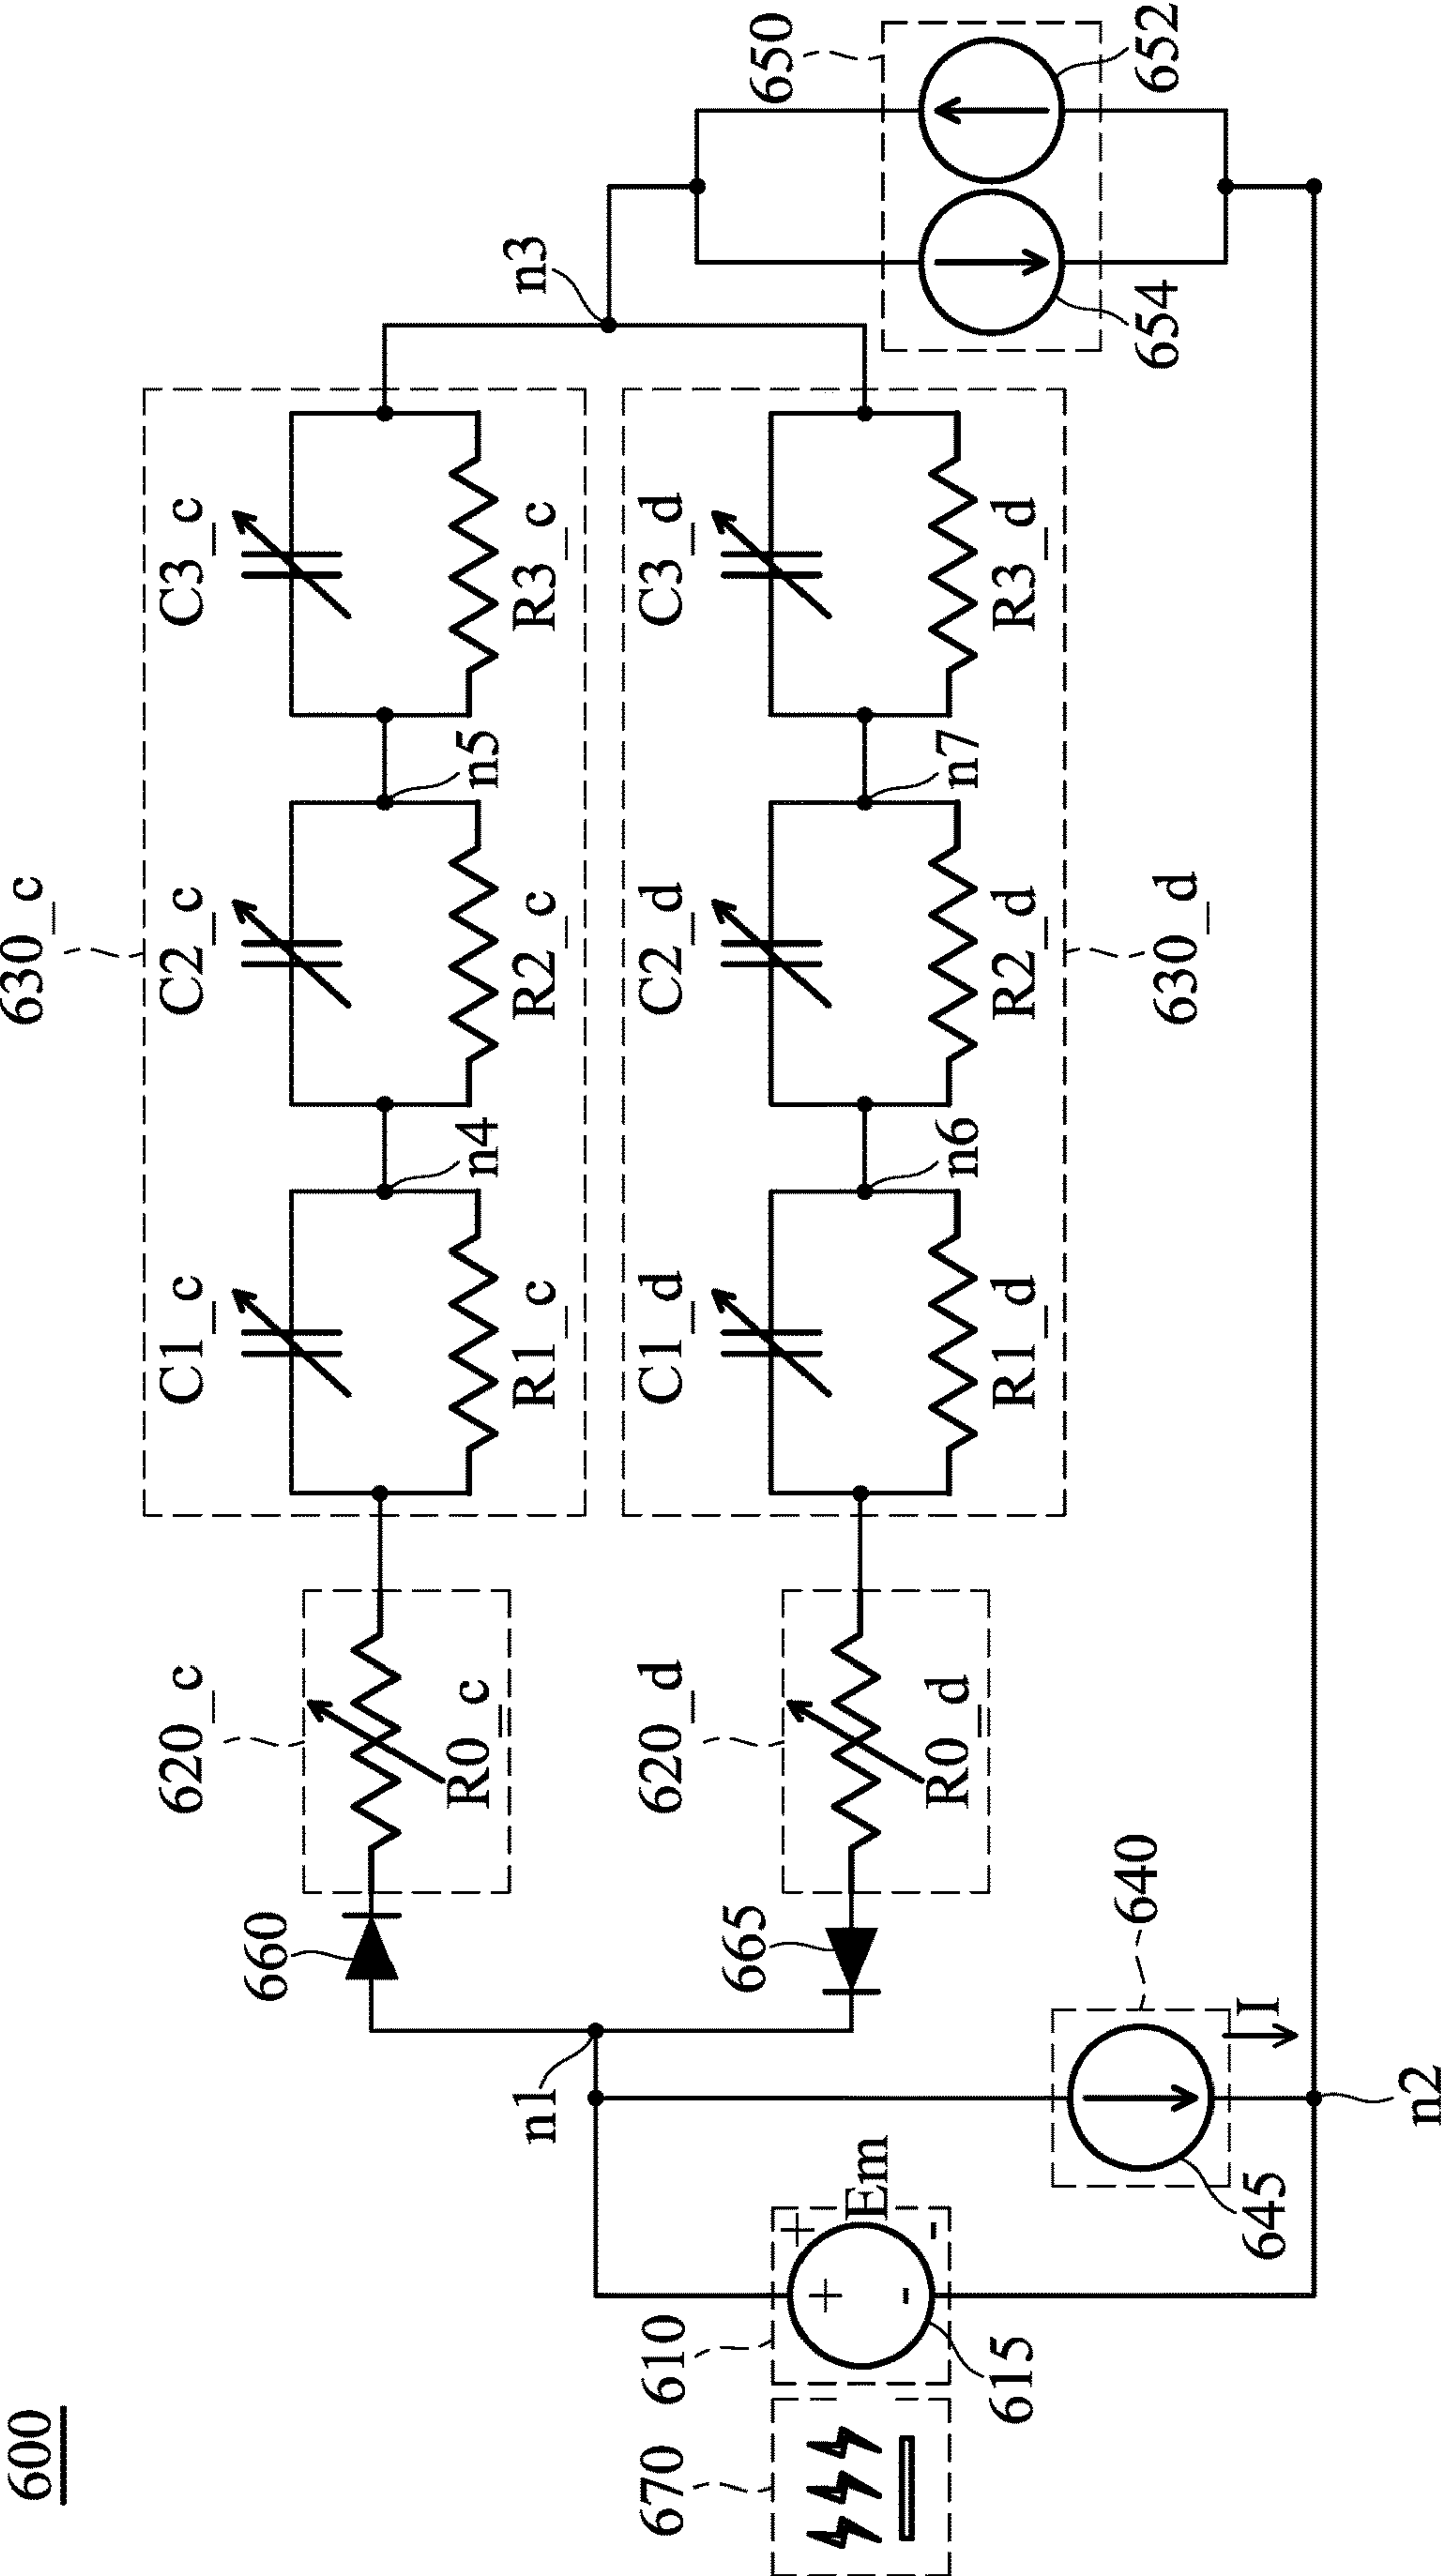 600
630_c
C1_c
C2_c
C3_c
620_c
660
R0_c
R1_c
n4
R2_c
n5
R3_c
n3
n1
620_d
665
C1_d
C2_d
C3_d
650
R0_d
R1_d
n6
R2_d
n7
R3_d
670
610
+
+
Em
-
-
615
640
645
I
630_d
654
652
n2